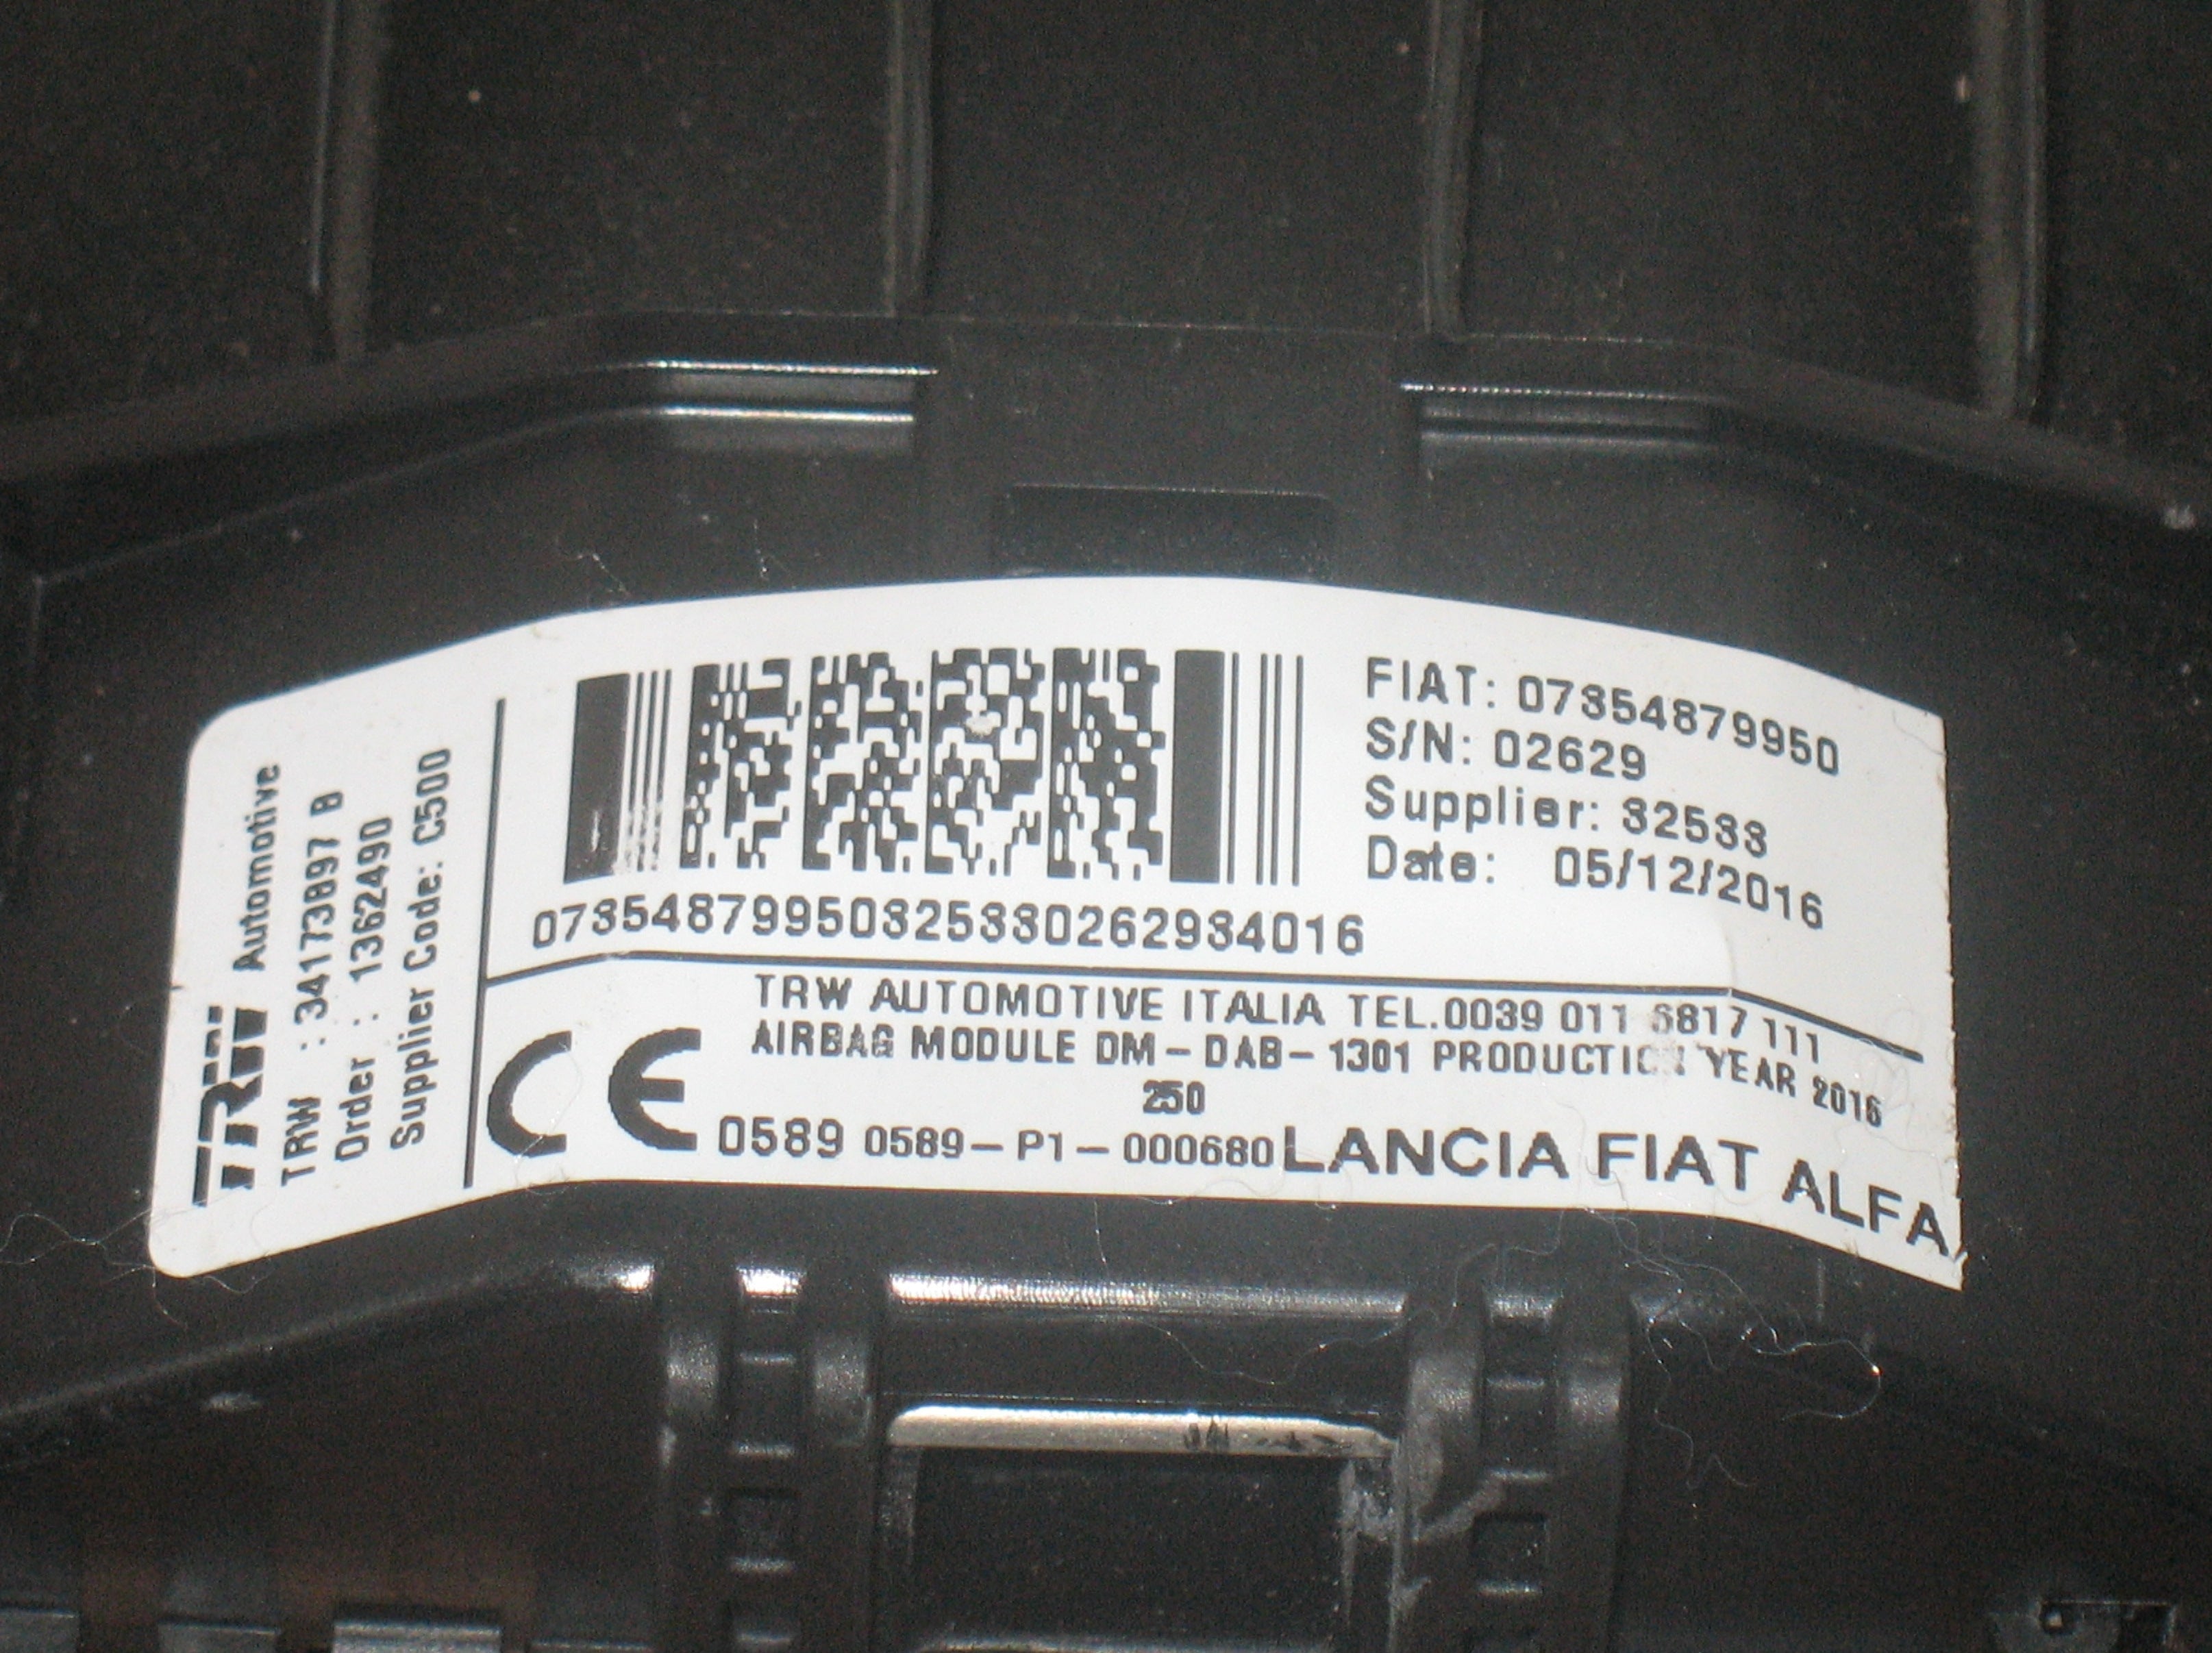 TRW Automotive
TRW : 34173897 B
Order : 13624490
Supplier Code: C500
FIAT: 07354879950
S/N: 02629
Supplier: 32533
Date: 05/12/2016
07354879950325330262934016
TRW AUTOMOTIVE ITALIA TEL.0039 011 6817 111
AIRBAG MODULE DM-DAB-1301 PRODUCTION YEAR 2016
250
CE 0589 0589-P1-000680 LANCIA FIAT ALFA